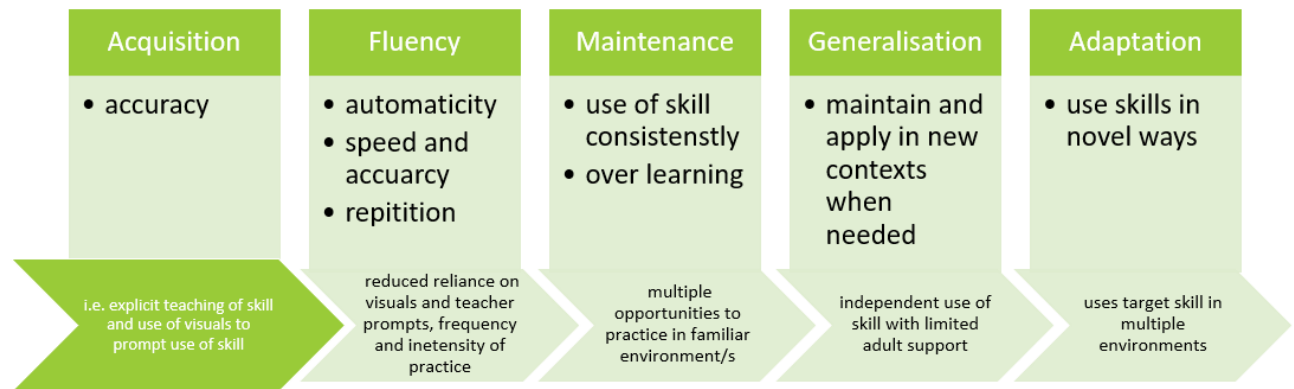 Acquisition
• accuracy
Fluency
• automaticity
• speed and
accuarcy
• repitition
Maintenance
• use of skill
consistenstly
• over learning
Generalisation
• maintain and
apply in new
contexts
when
needed
Adaptation
• use skills in
novel ways
i.e. explicit teaching of skill
and use of visuals to
prompt use of skill
reduced reliance on
visuals and teacher
prompts, frequency
and inetensity of
practice
multiple
opportunities to
practice in familiar
environment/s
independent use of
skill with limited
adult support
uses target skill in
multiple
environments